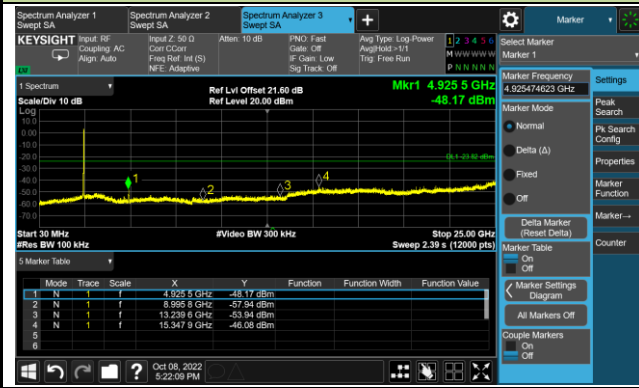 Spectrum Analyzer 1
Swept SA
Spectrum Analyzer 2
Swept SA
Spectrum Analyzer 3
Swept SA
Marker
KEYSIGHT
Input: RF
Coupling: AC
Align: Auto
Input Z: 50 Ω
Corr CCorr
Freq Ref: Int (S)
NFE: Adaptive
Atten: 10 dB
PNO: Fast
Gate: Off
IF Gain: Low
Sig Track: Off
Avg Type: Log-Power
Avg|Hold:>1/1
Trig: Free Run
1 2 3 4 5 6
M W W W W W
P N N N N N
Select Marker
Marker 1
1 Spectrum
Scale/Div 10 dB
Ref Lvl Offset 21.60 dB
Ref Level 20.00 dBm
Mkr1 4.925 5 GHz
-48.17 dBm
Log
10.0
0.00
-10.0
-20.0
-30.0
-40.0
-50.0
-60.0
-70.0
DL1 -23.82 dBm
1
2
3
4
Start 30 MHz
#Res BW 100 kHz
#Video BW 300 kHz
Stop 25.00 GHz
Sweep 2.39 s (12000 pts)
5 Marker Table
Mode Trace Scale X Y Function Function Width Function Value
1 N 1 f 4.925 5 GHz -48.17 dBm
2 N 1 f 8.995 8 GHz -57.94 dBm
3 N 1 f 13.239 6 GHz -53.94 dBm
4 N 1 f 15.347 9 GHz -46.08 dBm
5
6
Marker Frequency
4.925474623 GHz
Marker Mode
Normal
Delta (Δ)
Fixed
Off
Delta Marker
(Reset Delta)
Marker Table
On
Off
Marker Settings
Diagram
All Markers Off
Couple Markers
On
Off
Settings
Peak
Search
Pk Search
Config
Properties
Marker
Function
Marker→
Counter
Oct 08, 2022
5:22:09 PM